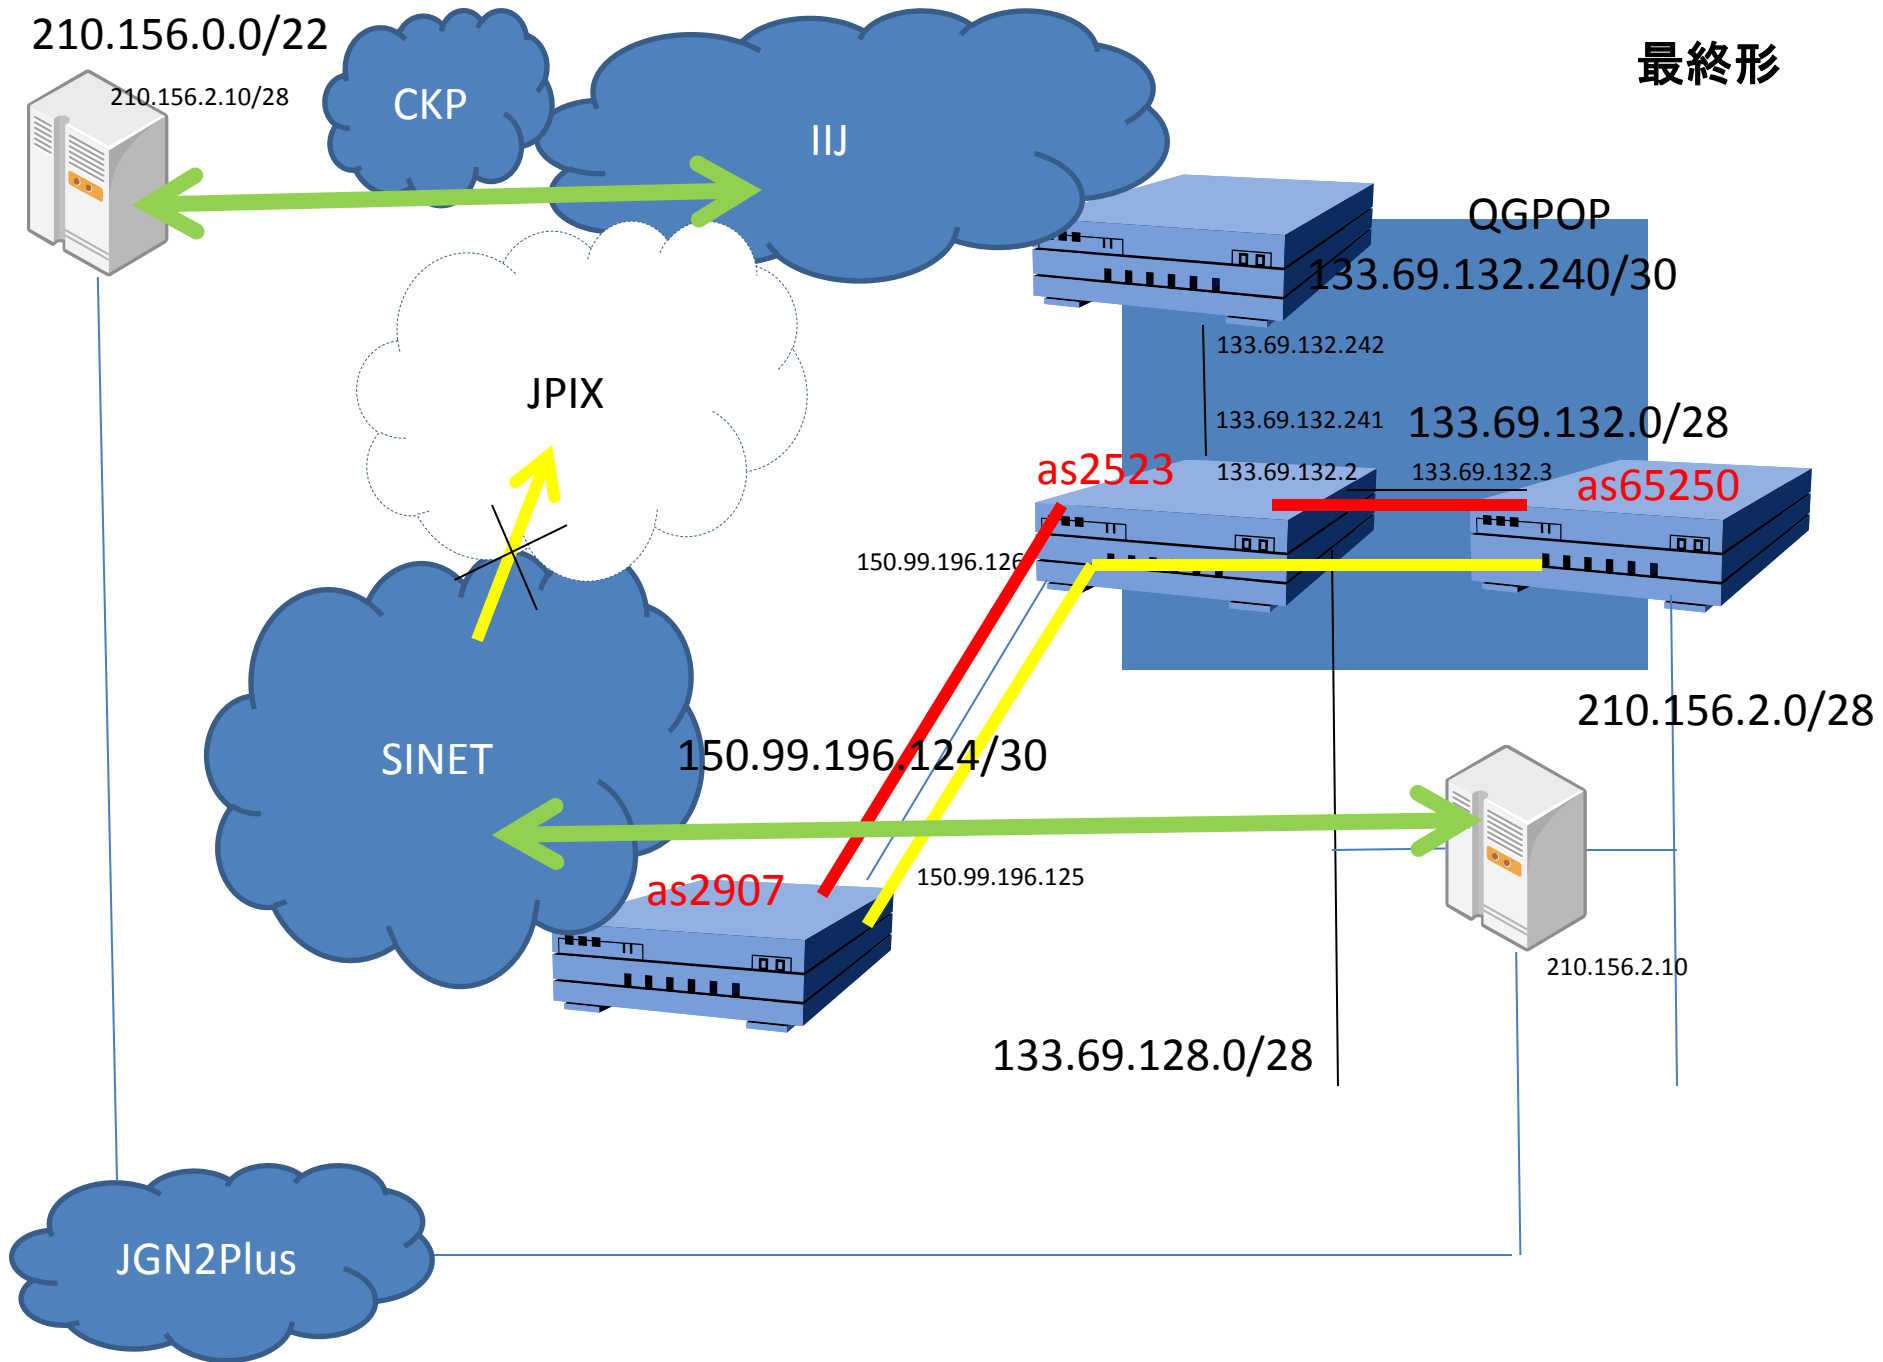 210.156.0.0/22
最終形
210.156.2.10/28
CKP
IIJ
QGPOP
133.69.132.240/30
133.69.132.242
JPIX
133.69.132.241
133.69.132.0/28
as2523
133.69.132.2
133.69.132.3
as65250
150.99.196.126
210.156.2.0/28
SINET
150.99.196.124/30
as2907
150.99.196.125
210.156.2.10
133.69.128.0/28
JGN2Plus